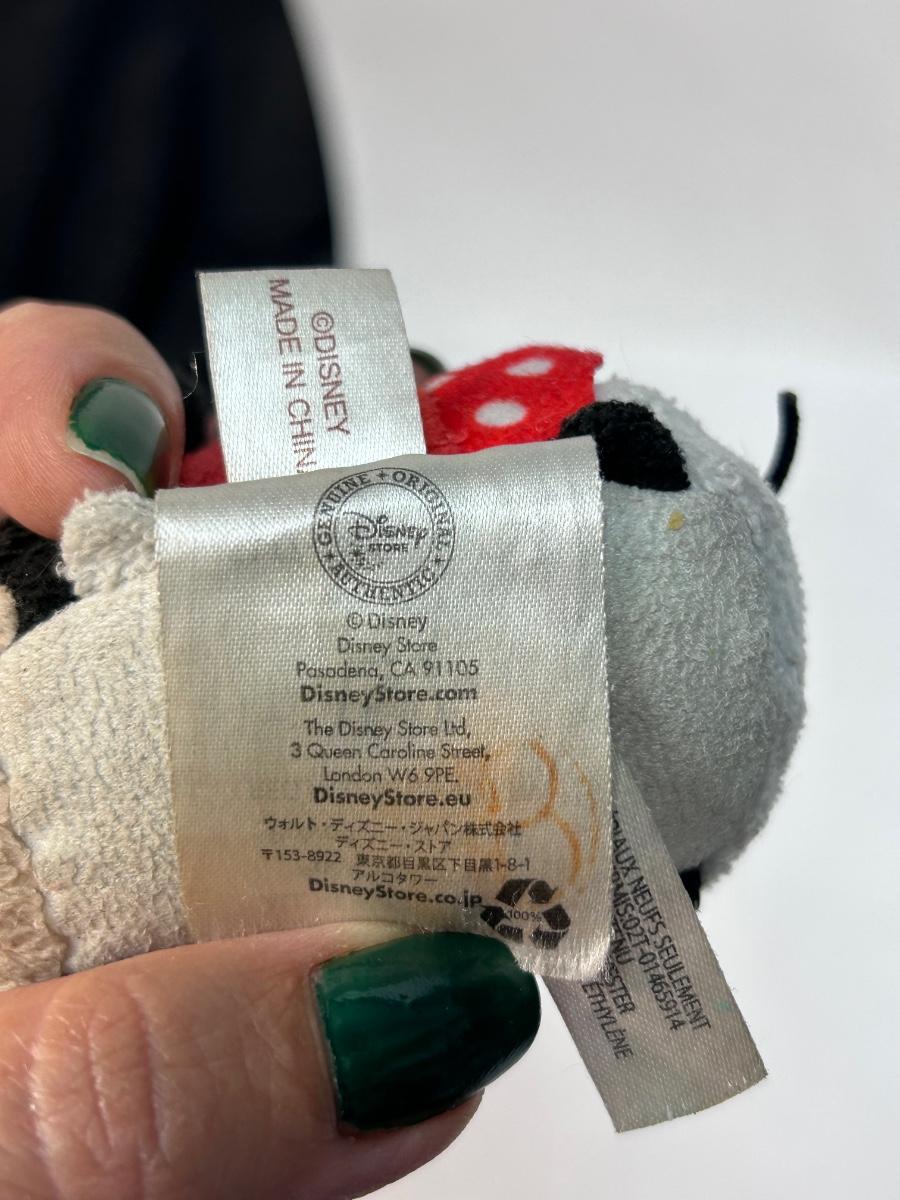 ©DISNEY
MADE IN CHIN
GENUINE ORIGINAL AUTHENTIC
Disney
STORE
© Disney
Disney Store
Pasadena, CA 91105
DisneyStore.com
The Disney Store Ltd,
3 Queen Caroline Street,
London W6 9PE.
DisneyStore.eu
ウォルト・ディズニー・ジャパン株式会社
ディズニー・ストア
〒153-8922 東京都目黒区下目黒1-8-1
アルコタワー
DisneyStore.co.jp
100%
NEUFS SEULEMENT
02T-01465914